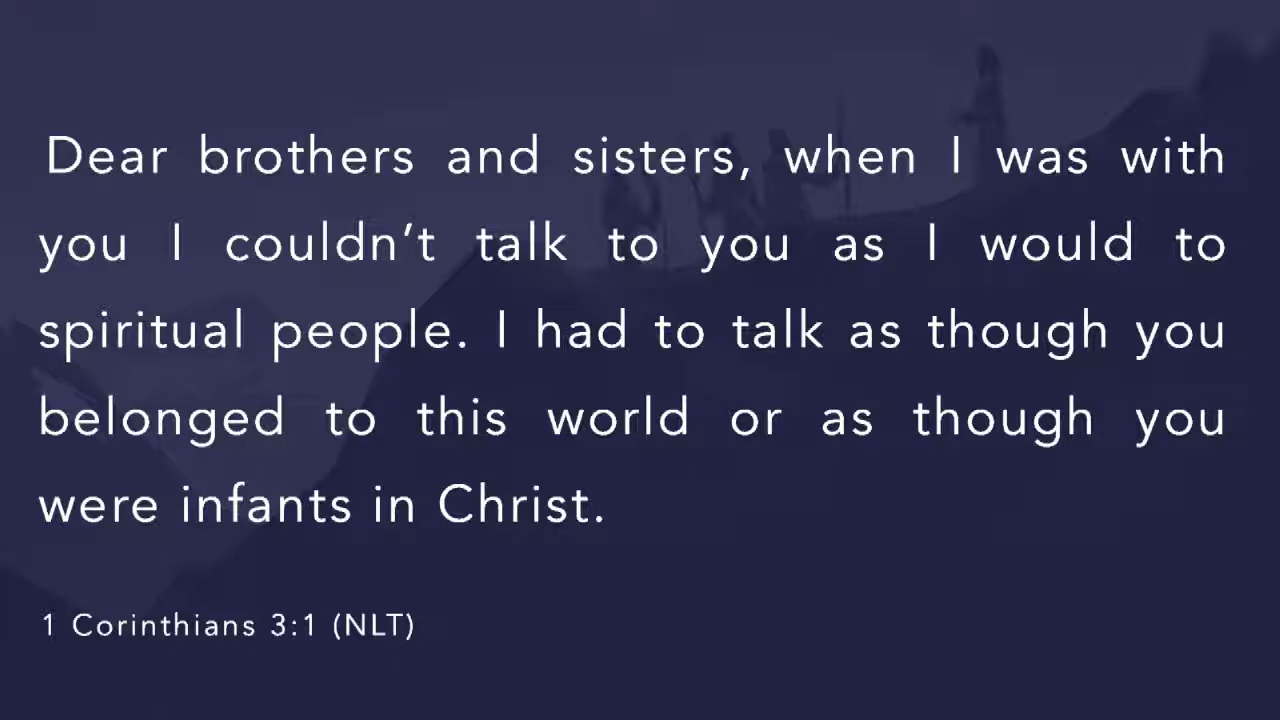 Dear brothers and sisters, when I was with
you I couldn’t talk to you as I would to
spiritual people. I had to talk as though you
belonged to this world or as though you
were infants in Christ.
1 Corinthians 3:1 (NLT)